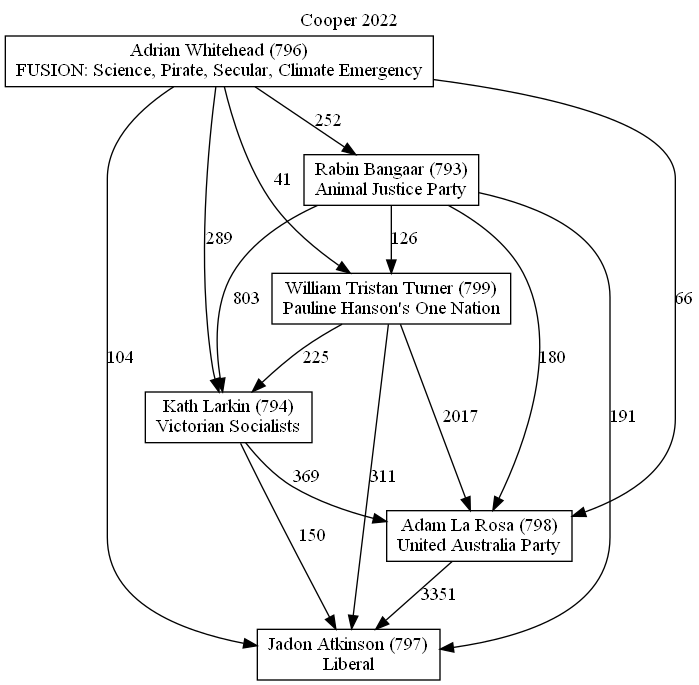 Cooper 2022
Adrian Whitehead (796)
FUSION: Science, Pirate, Secular, Climate Emergency
252
Rabin Bangaar (793)
Animal Justice Party
41
289
126
803
66
William Tristan Turner (799)
Pauline Hanson's One Nation
104
225
180
191
Kath Larkin (794)
Victorian Socialists
2017
369
311
150
Adam La Rosa (798)
United Australia Party
3351
Jadon Atkinson (797)
Liberal